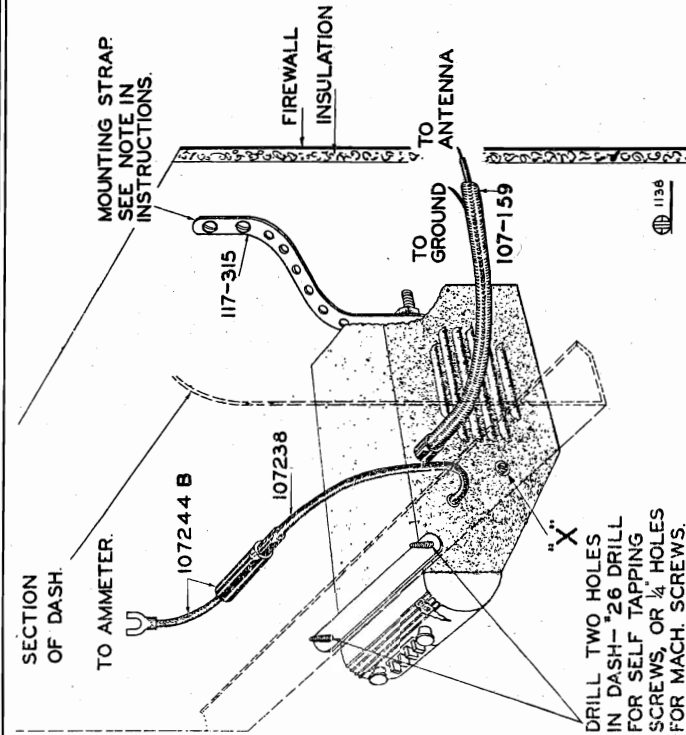 SECTION
OF DASH.
TO AMMETER.
107244 B
107238
MOUNTING STRAP.
SEE NOTE IN
INSTRUCTIONS.
117-315
FIREWALL
INSULATION
TO
GROUND
TO
ANTENNA
107-159
"X"
DRILL TWO HOLES
IN DASH-#26 DRILL
FOR SELF TAPPING
SCREWS, OR ¼" HOLES
FOR MACH. SCREWS.
1138